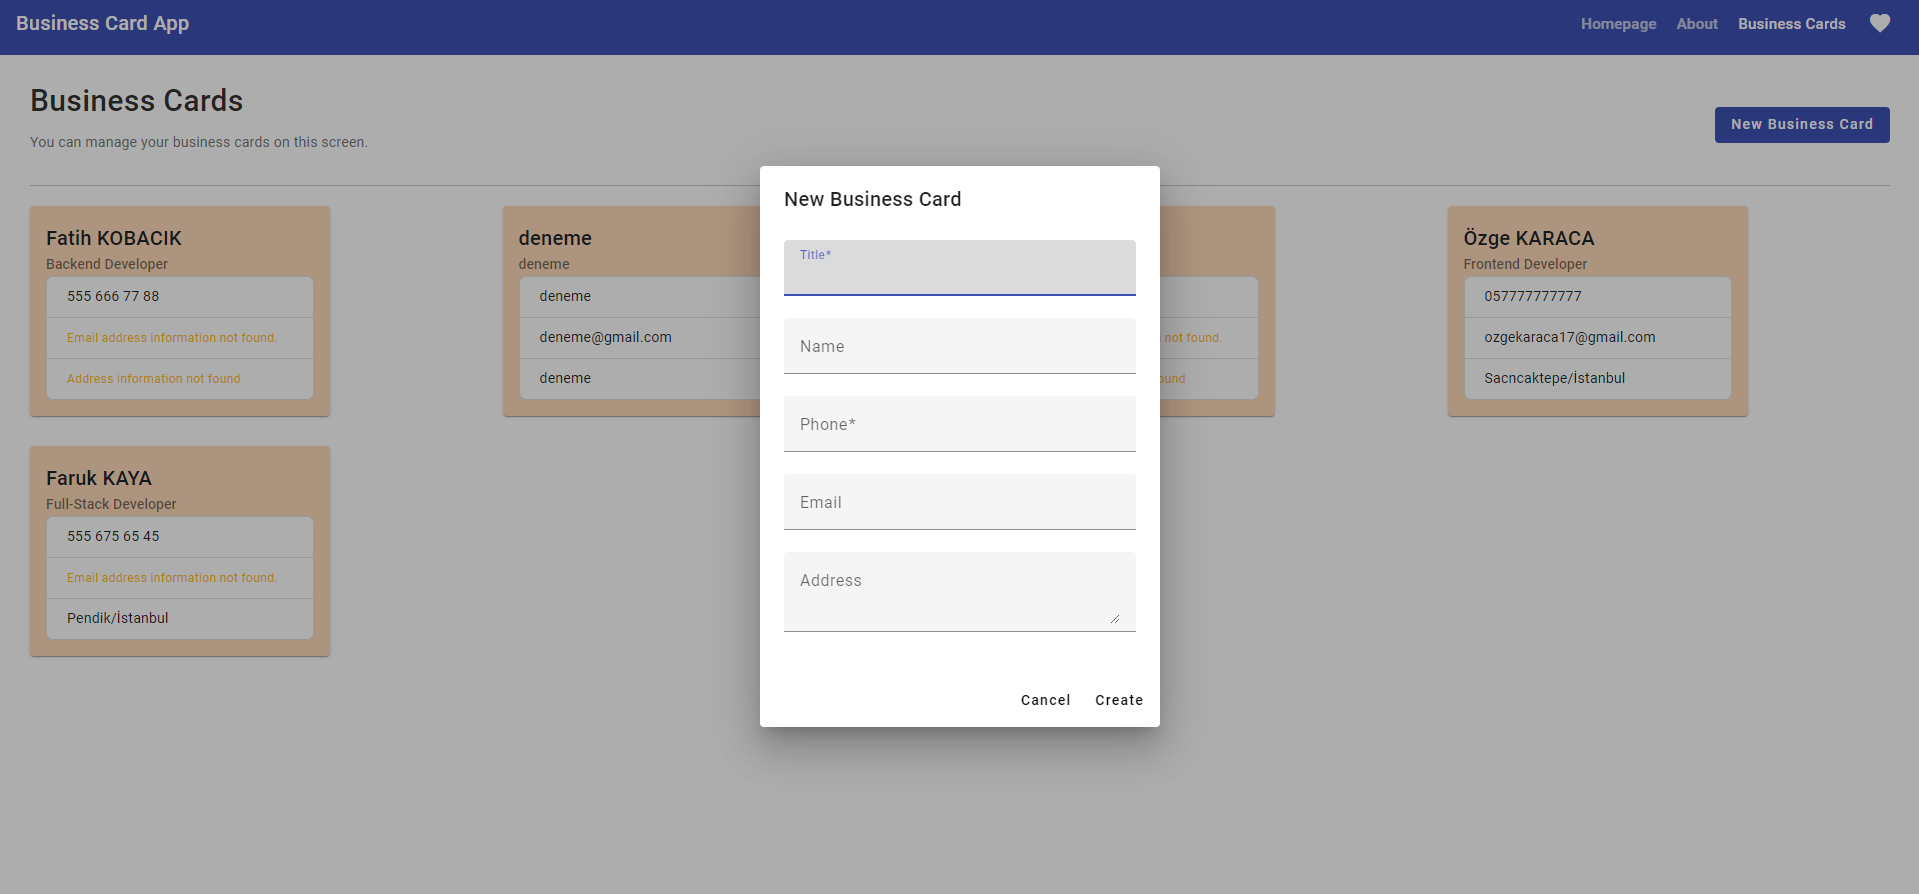 Business Card App
Homepage About Business Cards
Business Cards
You can manage your business cards on this screen.
New Business Card
Fatih KOBACIK
Backend Developer
555 666 77 88
Email address information not found.
Address information not found
deneme
deneme
deneme
deneme@gmail.com
deneme
not found.
Özge KARACA
Frontend Developer
057777777777
ozgekaraca17@gmail.com
Sacncaktepe/İstanbul
Faruk KAYA
Full-Stack Developer
555 675 65 45
Email address information not found.
Pendik/İstanbul
New Business Card
Title*
Name
Phone*
Email
Address
Cancel Create